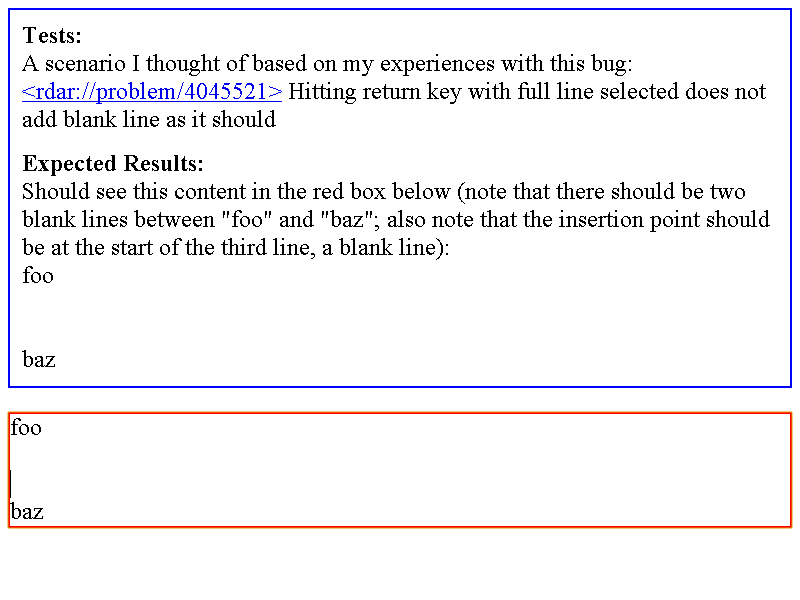 Tests:
A scenario I thought of based on my experiences with this bug:
<rdar://problem/4045521> Hitting return key with full line selected does not
add blank line as it should
Expected Results:
Should see this content in the red box below (note that there should be two
blank lines between "foo" and "baz"; also note that the insertion point should
be at the start of the third line, a blank line):
foo
baz
foo
baz